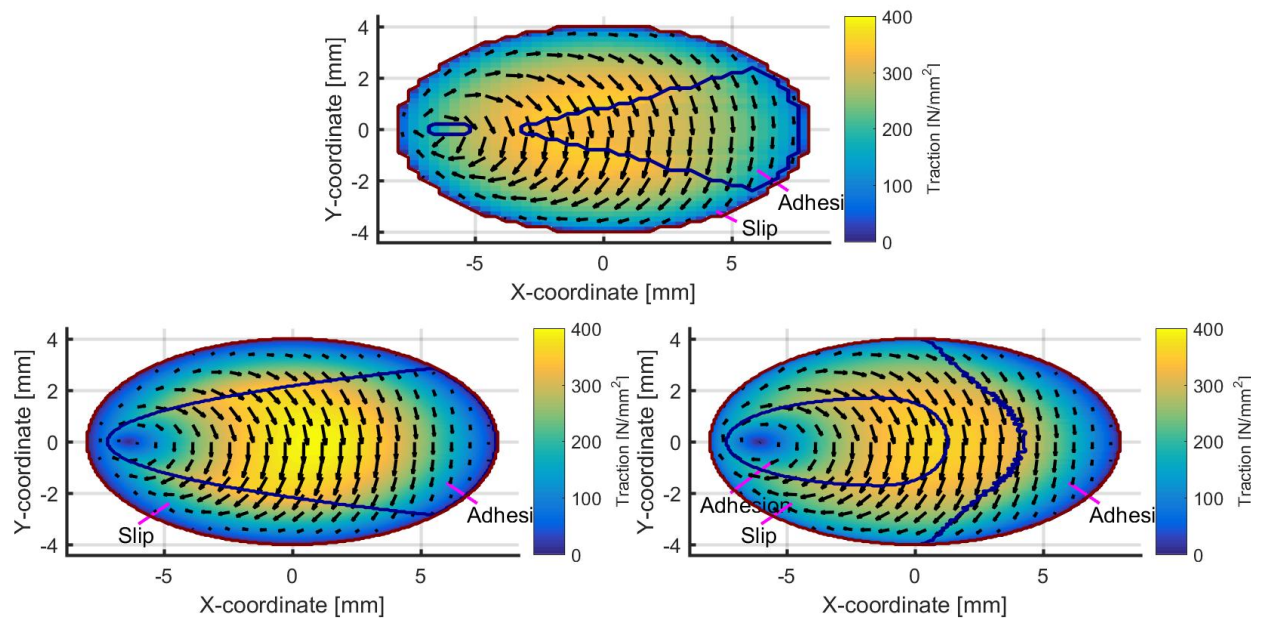 4
2
0
-2
-4
Y-coordinate [mm]
-5
0
5
X-coordinate [mm]
Adhesi
Slip
400
300
200
100
0
Traction [N/mm²]
4
2
0
-2
-4
Y-coordinate [mm]
-5
0
5
X-coordinate [mm]
Slip
Adhesi
400
300
200
100
0
Traction [N/mm²]
4
2
0
-2
-4
Y-coordinate [mm]
-5
0
5
X-coordinate [mm]
Adhesion
Slip
Adhesi
400
300
200
100
0
Traction [N/mm²]